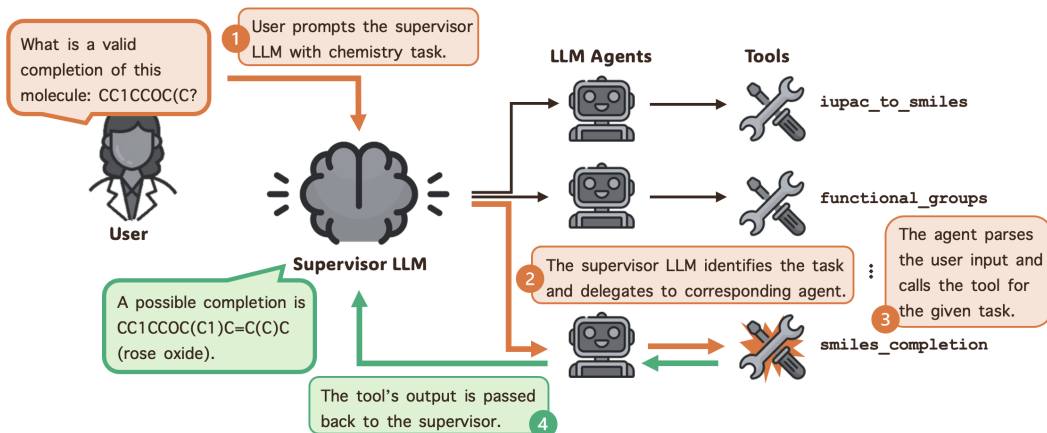 What is a valid
completion of this
molecule: CC1CCOC(C?
User
1
User prompts the supervisor
LLM with chemistry task.
Supervisor LLM
LLM Agents
Tools
iupac_to_smiles
functional_groups
2
The supervisor LLM identifies the task
and delegates to corresponding agent.
The agent parses
the user input and
calls the tool for
the given task.
3
smiles_completion
A possible completion is
CC1CCOC(C1)C=C(C)C
(rose oxide).
The tool's output is passed
back to the supervisor.
4